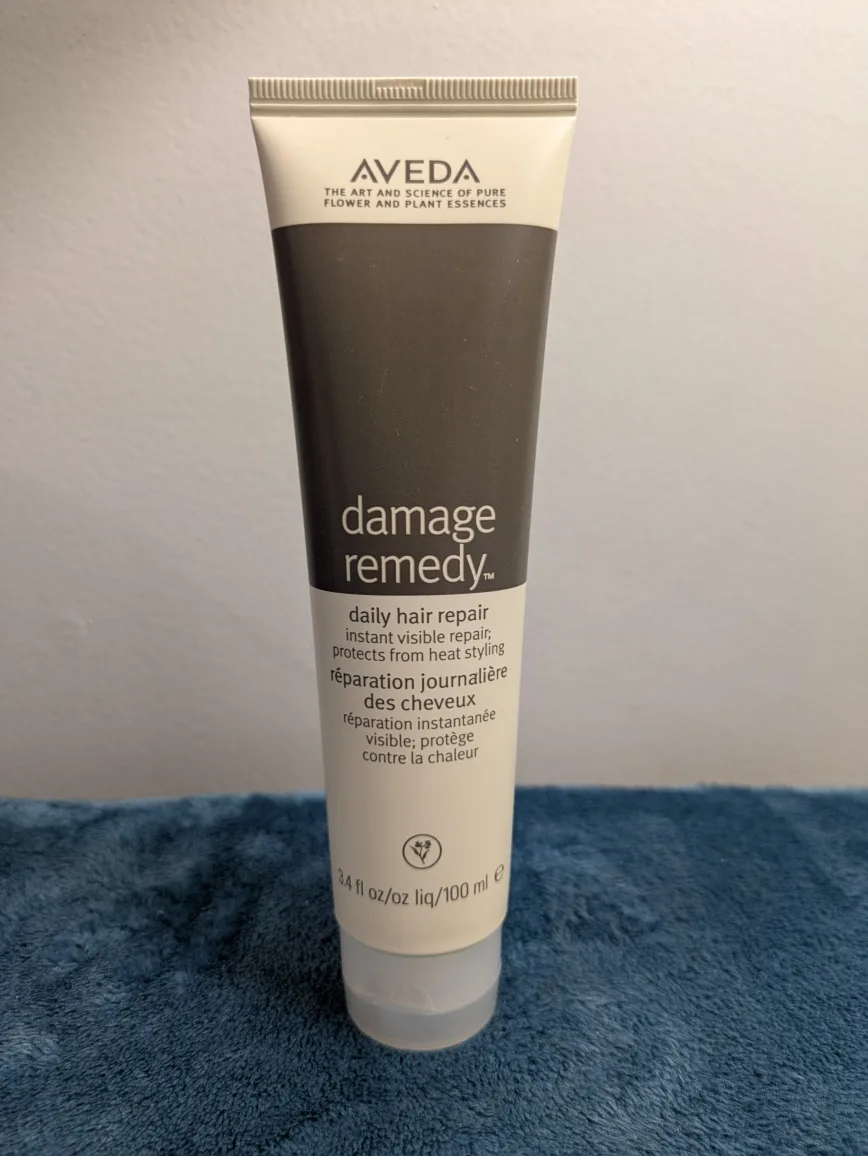 AVEDA
THE ART AND SCIENCE OF PURE
FLOWER AND PLANT ESSENCES
damage
remedy™
daily hair repair
instant visible repair;
protects from heat styling
réparation journalière
des cheveux
réparation instantanée
visible; protège
contre la chaleur
3.4 fl oz/oz liq/100 ml ℮